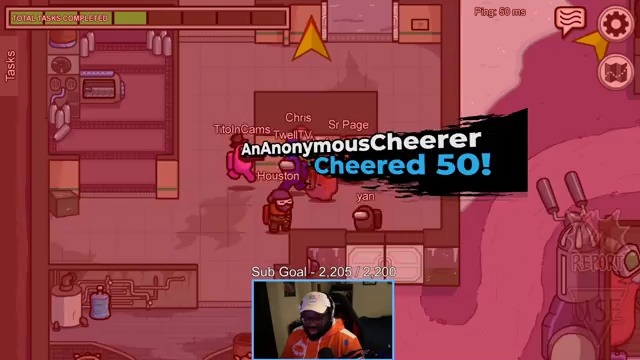 TOTAL TASKS COMPLETED
Ping: 50 ms
Tasks
Chris
TitoInCams
TwellTV
Sr Page
AnAnonymousCheerer
Cheered 50!
Houston
yan
REPORT
USE
Sub Goal - 2,205 / 2,200